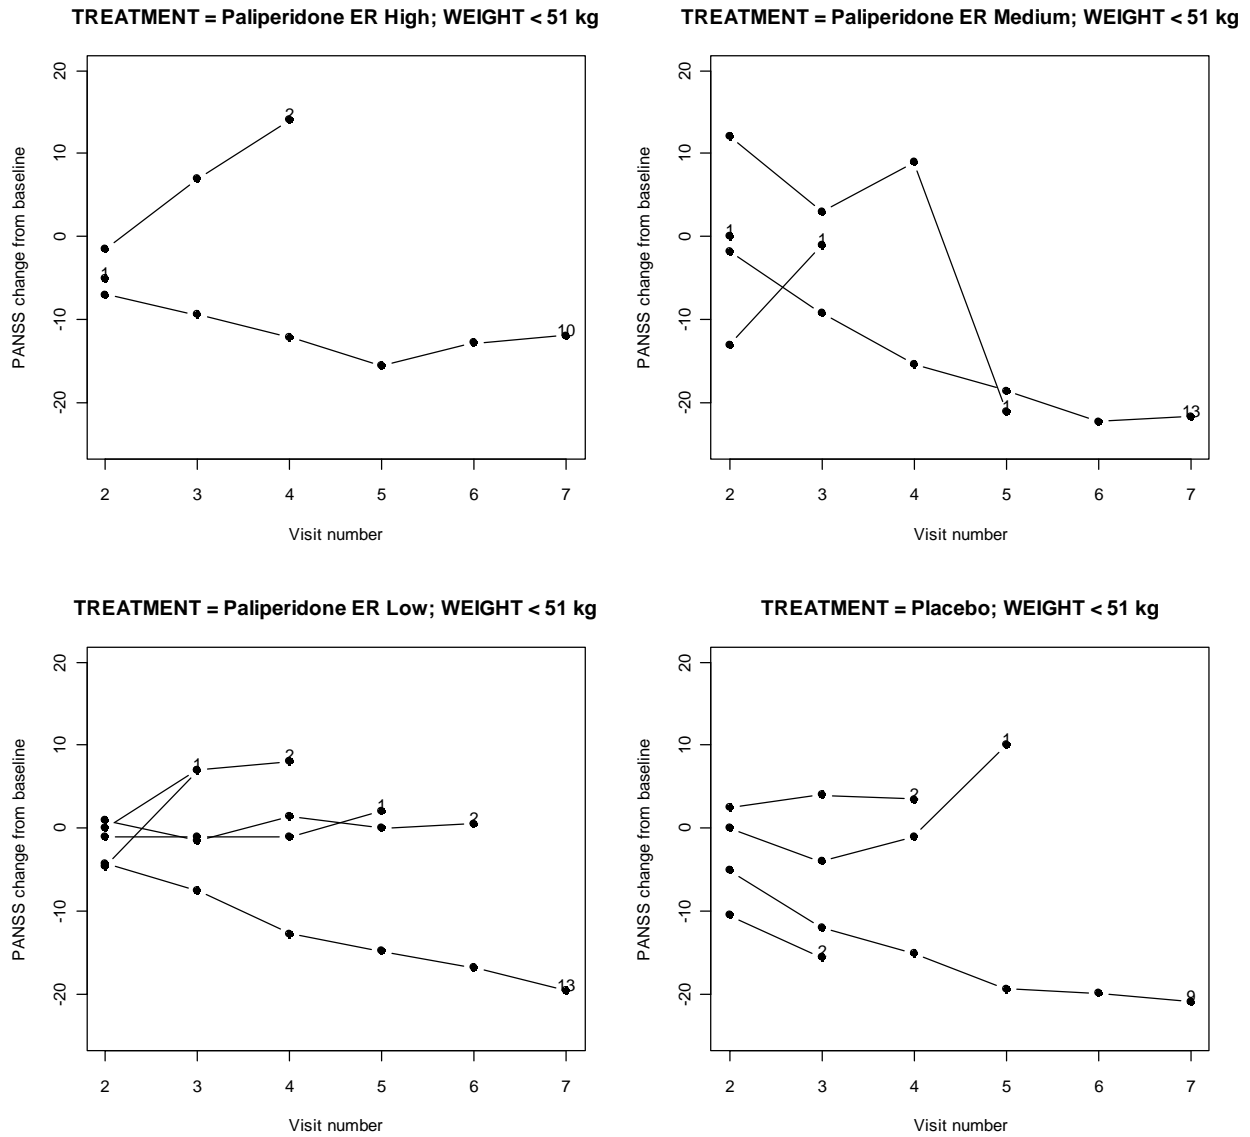 TREATMENT = Paliperidone ER High; WEIGHT < 51 kg
PANSS change from baseline
20
10
0
-10
-20
2
1
10
2 3 4 5 6 7
Visit number
TREATMENT = Paliperidone ER Medium; WEIGHT < 51 kg
PANSS change from baseline
20
10
0
-10
-20
1
1
1
13
2 3 4 5 6 7
Visit number
TREATMENT = Paliperidone ER Low; WEIGHT < 51 kg
PANSS change from baseline
20
10
0
-10
-20
1
2
1
2
13
2 3 4 5 6 7
Visit number
TREATMENT = Placebo; WEIGHT < 51 kg
PANSS change from baseline
20
10
0
-10
-20
1
2
2
9
2 3 4 5 6 7
Visit number